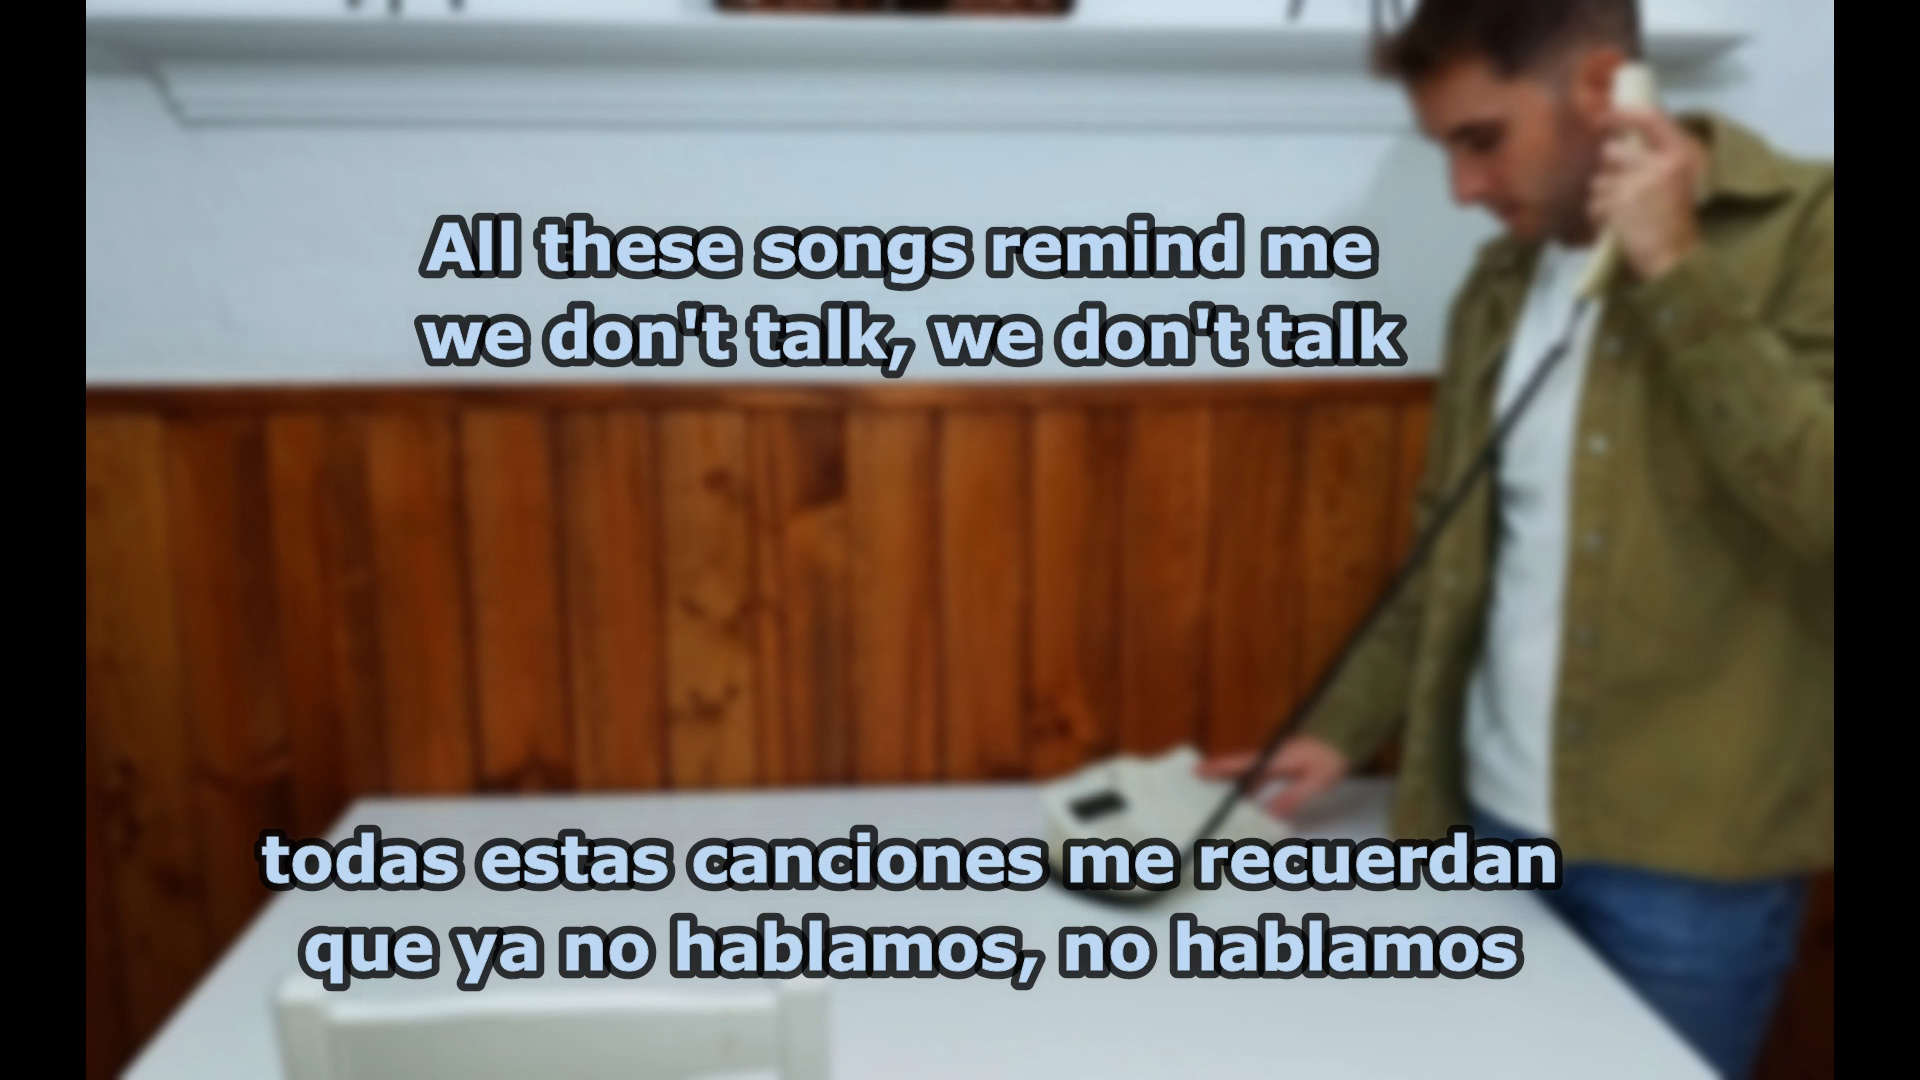 All these songs remind me
we don't talk, we don't talk
todas estas canciones me recuerdan
que ya no hablamos, no hablamos